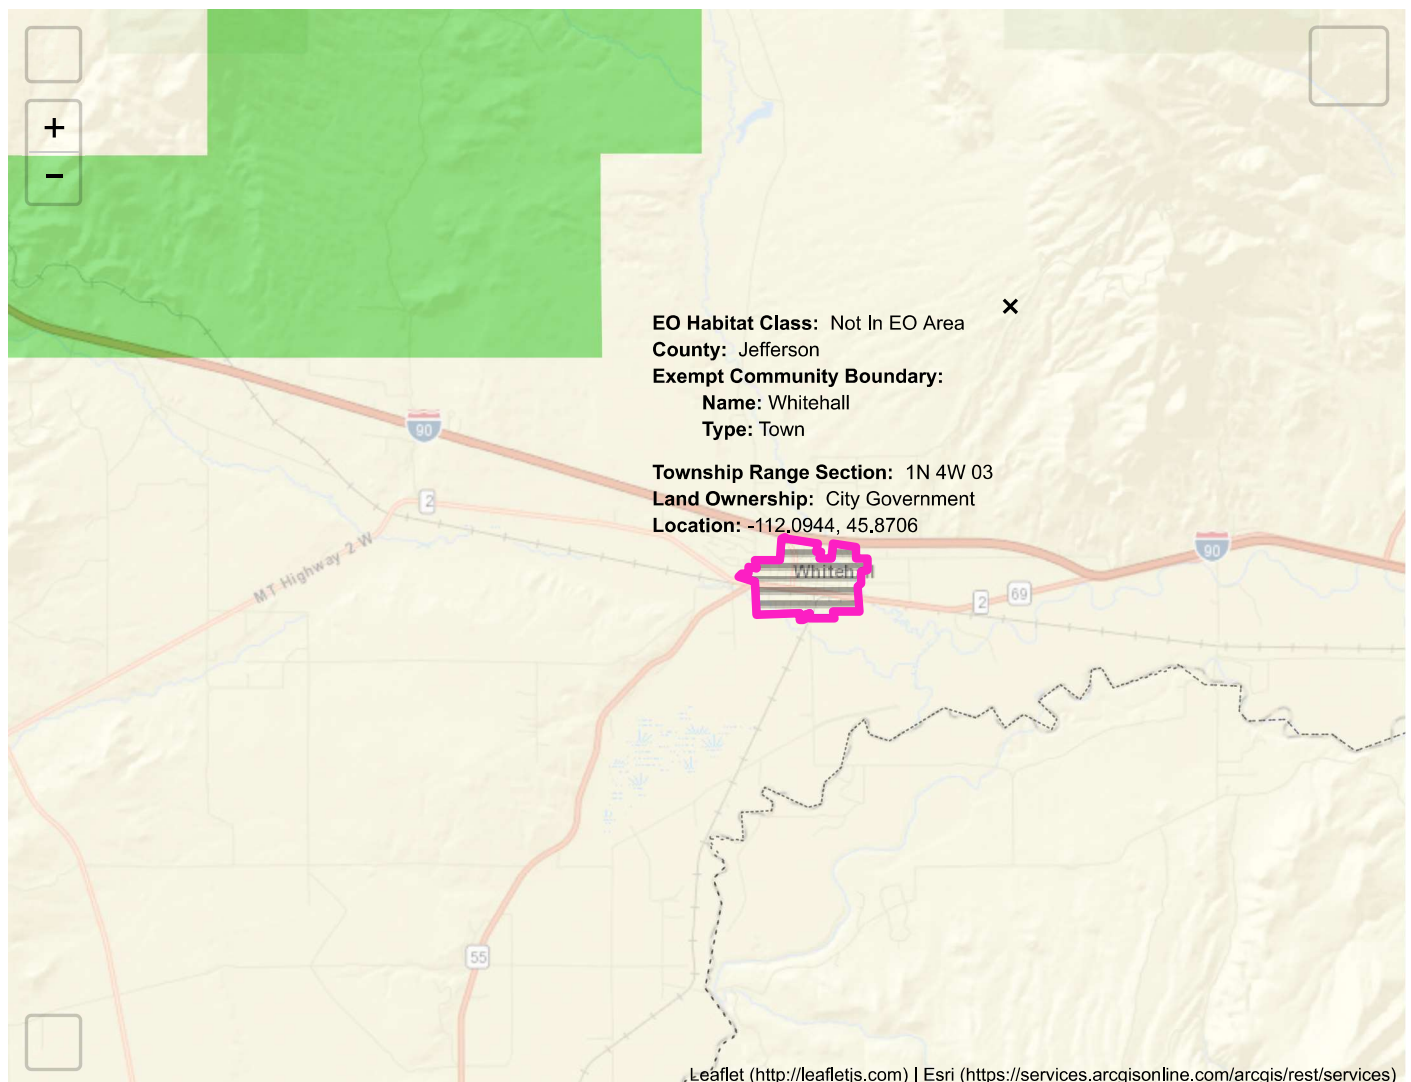 +
−
×
EO Habitat Class: Not In EO Area
County: Jefferson
Exempt Community Boundary:
Name: Whitehall
Type: Town
Township Range Section: 1N 4W 03
Land Ownership: City Government
Location: -112.0944, 45.8706
90
2
MT Highway 2 W
90
Whitehall
2
69
55
Leaflet (http://leafletjs.com) | Esri (https://services.arcgisonline.com/arcgis/rest/services)